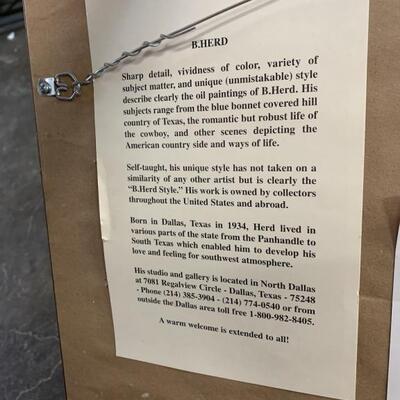 B.HERD
Sharp detail, vividness of color, variety of
subject matter, and unique (unmistakable) style
describe clearly the oil paintings of B.Herd. His
subjects range from the blue bonnet covered hill
country of Texas, the romantic but robust life of
the cowboy, and other scenes depicting the
American country side and ways of life.
Self-taught, his unique style has not taken on a
similarity of any other artist but is clearly the
"B.Herd Style." His work is owned by collectors
throughout the United States and abroad.
Born in Dallas, Texas in 1934, Herd lived in
various parts of the state from the Panhandle to
South Texas which enabled him to develop his
love and feeling for southwest atmosphere.
His studio and gallery is located in North Dallas
at 7081 Regalview Circle - Dallas, Texas - 75248
- Phone (214) 385-3904 - (214) 774-0540 or from
outside the Dallas area toll free 1-800-982-8405.
A warm welcome is extended to all!